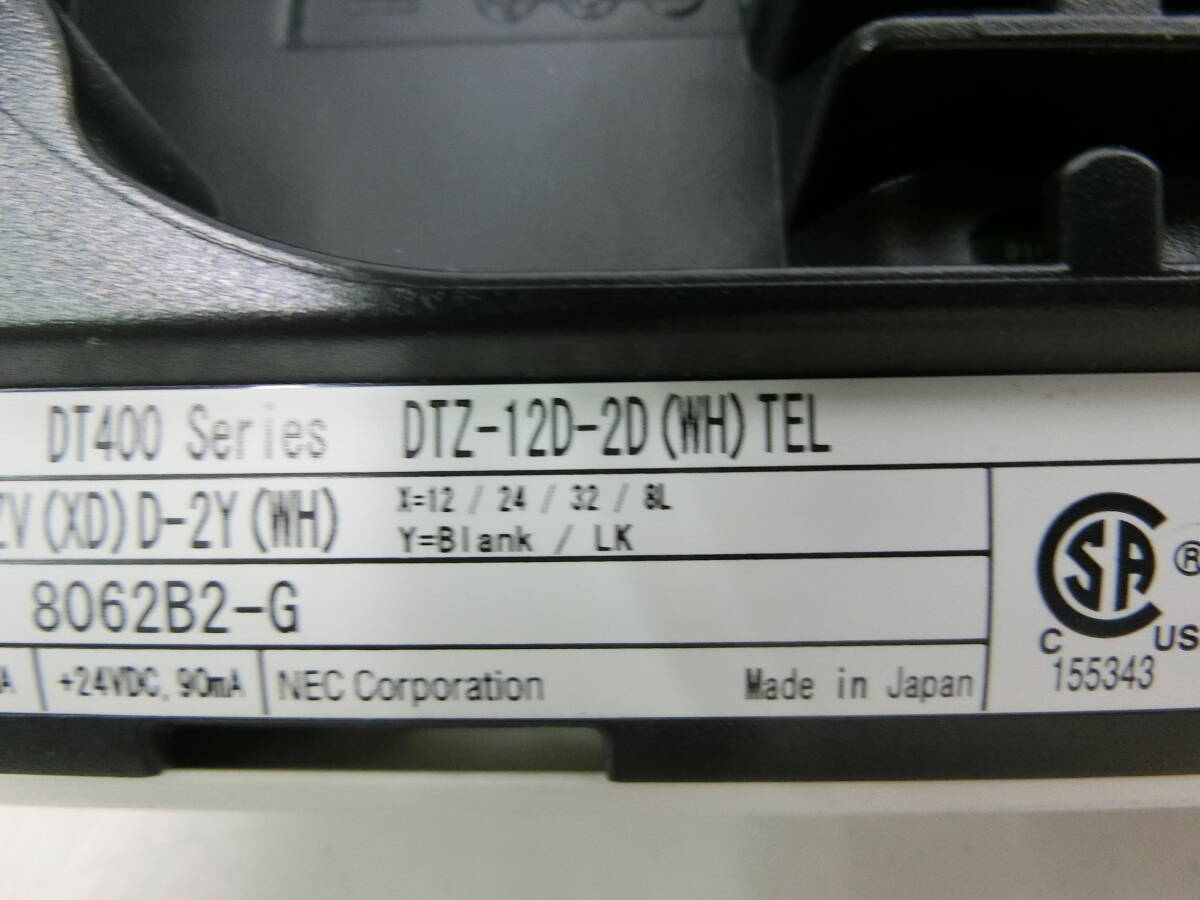 DT400 Series DTZ-12D-2D(WH)TEL
ZV(XD)D-2Y(WH) X=12 / 24 / 32 / 8L
Y=Blank / LK
8062B2-G
A +24VDC, 90mA NEC Corporation Made in Japan
SA ®
C US
155343